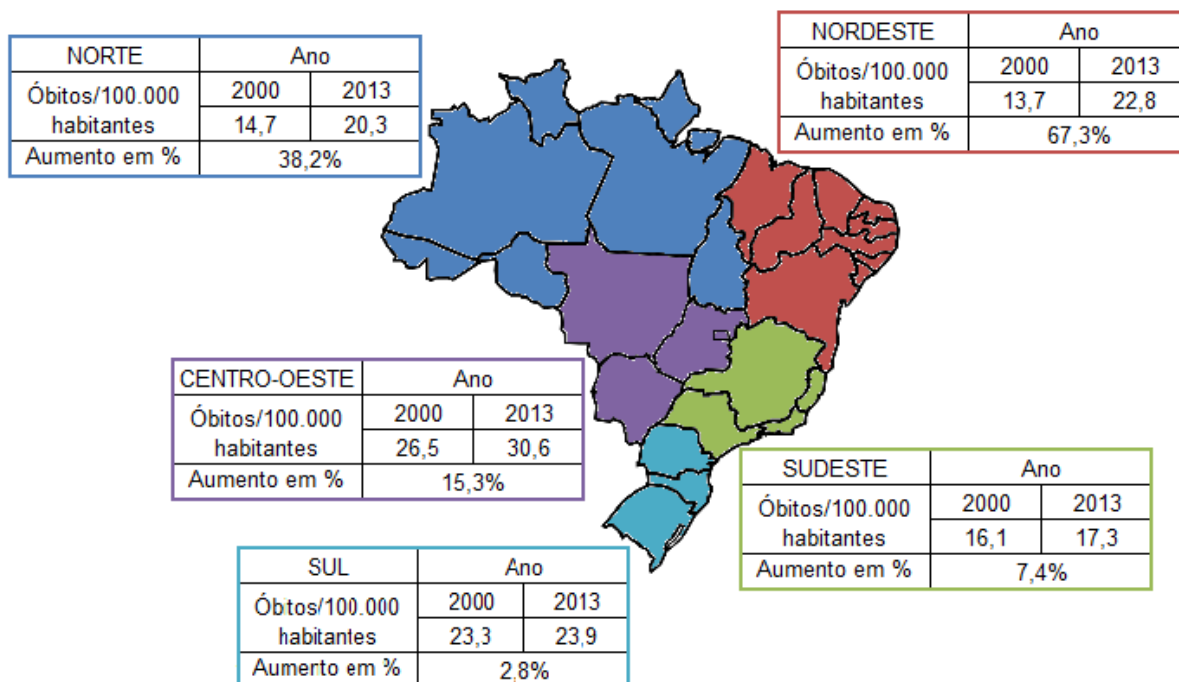 NORTE Ano
Óbitos/100.000 habitantes 2000 2013
14,7 20,3
Aumento em % 38,2%
NORDESTE Ano
Óbitos/100.000 habitantes 2000 2013
13,7 22,8
Aumento em % 67,3%
CENTRO-OESTE Ano
Óbitos/100.000 habitantes 2000 2013
26,5 30,6
Aumento em % 15,3%
SUDESTE Ano
Óbitos/100.000 habitantes 2000 2013
16,1 17,3
Aumento em % 7,4%
SUL Ano
Óbitos/100.000 habitantes 2000 2013
23,3 23,9
Aumento em % 2,8%